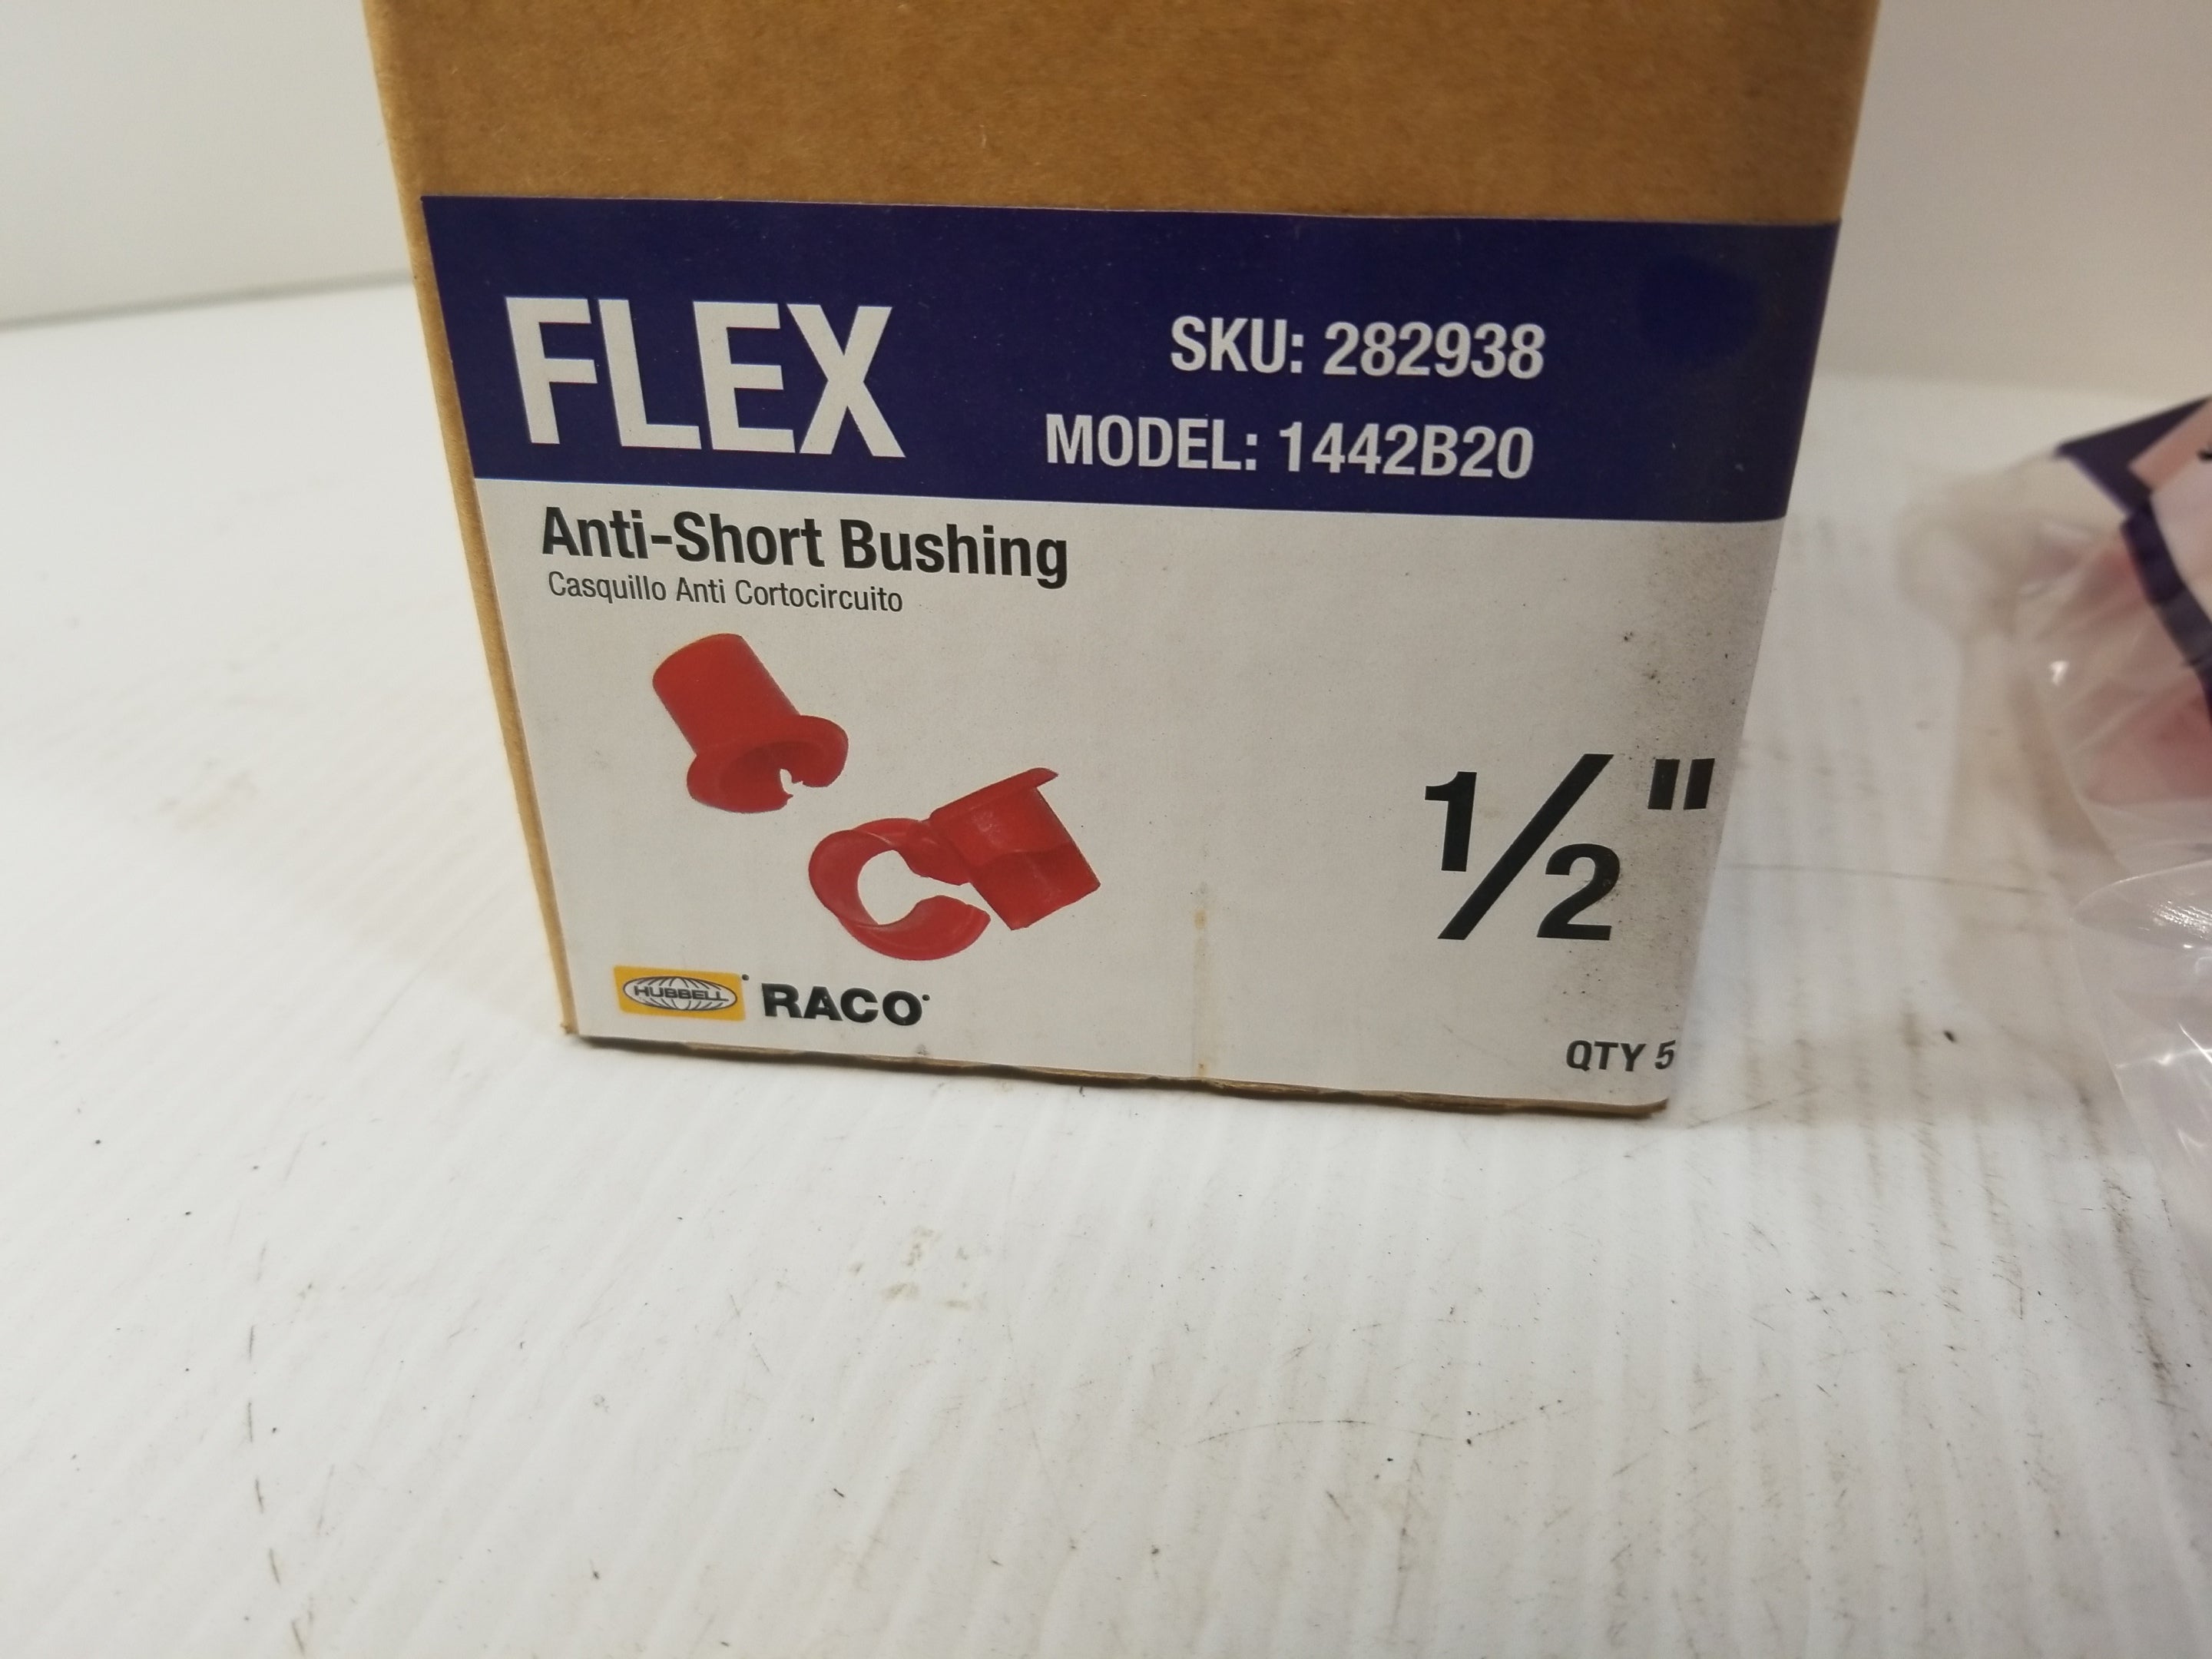 FLEX
SKU: 282938
MODEL: 1442B20
Anti-Short Bushing
Casquillo Anti Cortocircuito
1/2"
HUBBELL RACO
QTY 5